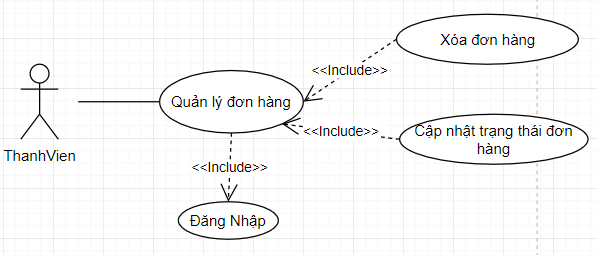 Xóa đơn hàng
<<Include>>
Quản lý đơn hàng
<<Include>>
Cập nhật trạng thái đơn
hàng
ThanhVien
<<Include>>
Đăng Nhập